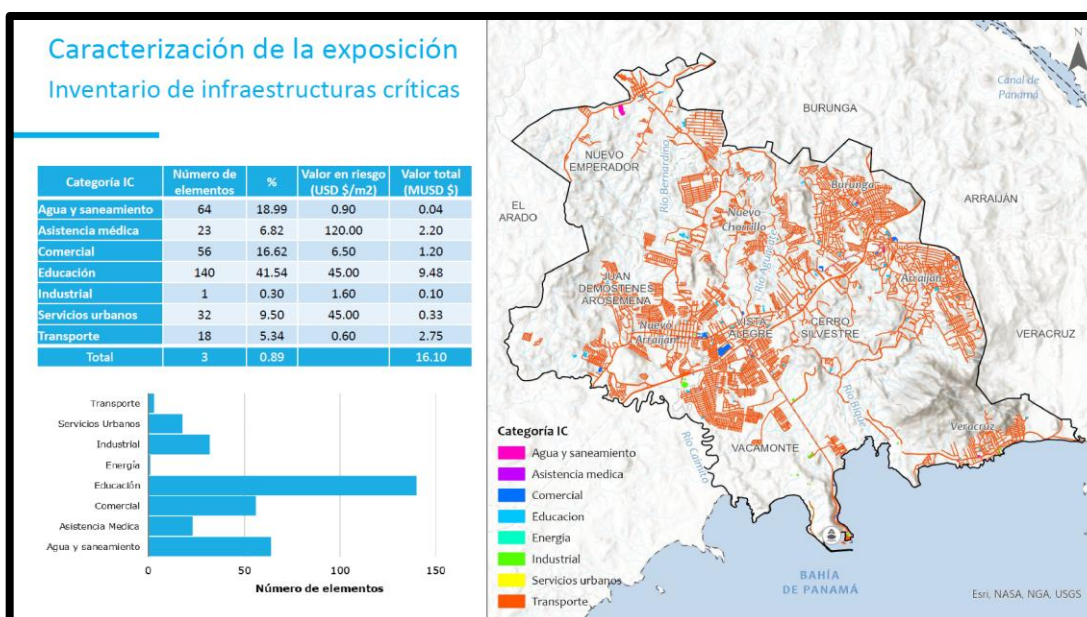 Caracterización de la exposición
Inventario de infraestructuras críticas
Categoría IC | Número de elementos | % | Valor en riesgo (USD $/m2) | Valor total (MUSD $)
Agua y saneamiento | 64 | 18.99 | 0.90 | 0.04
Asistencia médica | 23 | 6.82 | 120.00 | 2.20
Comercial | 56 | 16.62 | 6.50 | 1.20
Educación | 140 | 41.54 | 45.00 | 9.48
Industrial | 1 | 0.30 | 1.60 | 0.10
Servicios urbanos | 32 | 9.50 | 45.00 | 0.33
Transporte | 18 | 5.34 | 0.60 | 2.75
Total | 3 | 0.89 | | 16.10
Transporte
Servicios Urbanos
Industrial
Energía
Educación
Comercial
Asistencia Medica
Agua y saneamiento
0 50 100 150
Número de elementos
N
Canal de
Panamá
BURUNGA
NUEVO
EMPERADOR
Río Bernardino
EL
ARADO
Burunga
ARRAIJÁN
Nuevo
Chorrillo
Río Aguacate
Arraiján
JUAN
DEMÓSTENES
AROSEMENA
Nuevo
Arraiján
VISTA
ALEGRE
CERRO
SILVESTRE
VERACRUZ
Río Bique
Veracruz
VACAMONTE
Río Caimito
Categoría IC
Agua y saneamiento
Asistencia medica
Comercial
Educacion
Energia
Industrial
Servicios urbanos
Transporte
BAHÍA
DE PANAMÁ
Esri, NASA, NGA, USGS